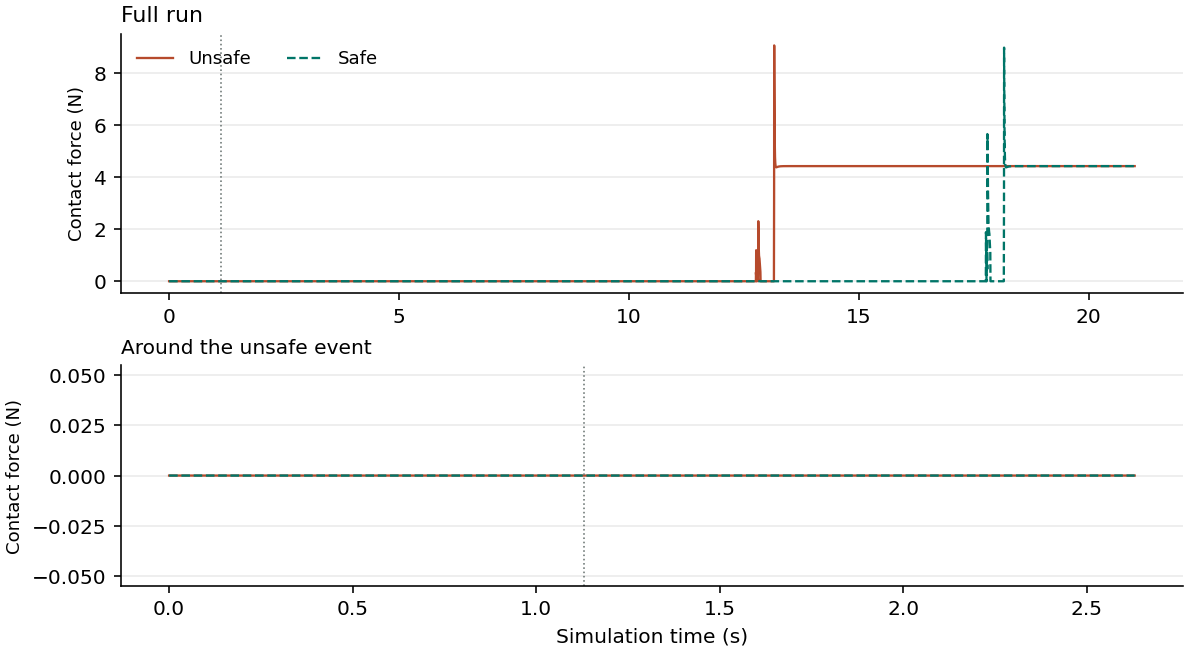 Full run
Unsafe Safe
Contact force (N)
8
6
4
2
0
0 5 10 15 20
Around the unsafe event
Contact force (N)
0.050
0.025
0.000
−0.025
−0.050
0.0 0.5 1.0 1.5 2.0 2.5
Simulation time (s)